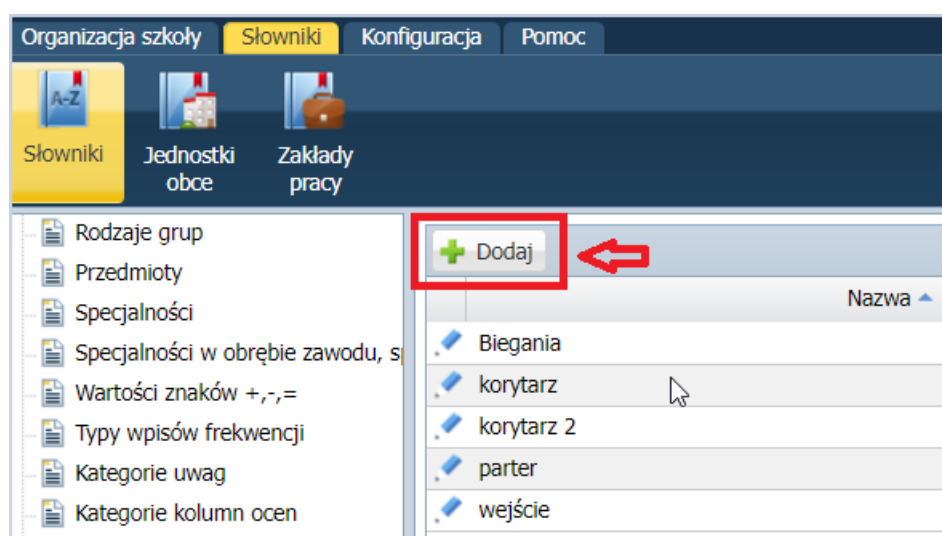 Organizacja szkoły Słowniki Konfiguracja Pomoc
A-Z
Słowniki
Jednostki obce
Zakłady pracy
Rodzaje grup
Przedmioty
Specjalności
Specjalności w obrębie zawodu, s
Wartości znaków +,-,=
Typy wpisów frekwencji
Kategorie uwag
Kategorie kolumn ocen
Dodaj
Nazwa
Biegania
korytarz
korytarz 2
parter
wejście